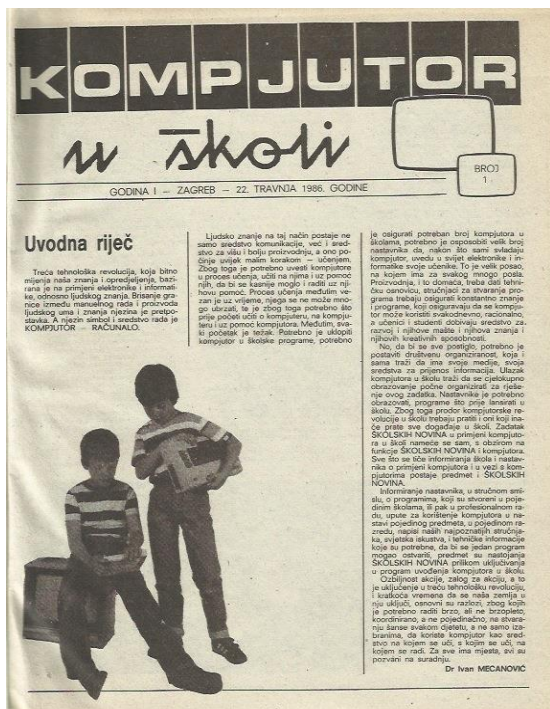 KOMPJUTOR
u školi
BROJ
1
GODINA I — ZAGREB — 22. TRAVNJA 1986. GODINE
Uvodna riječ
Treća tehnološka revolucija, koja bitno
mijenja naša znanja i opredjeljenja, bazi-
rana je na primjeni elektronike i informati-
ke, odnosno ljudskog znanja. Brisanje gra-
nice između manuelnog rada i proizvoda
ljudskog uma i znanja njezina je pretpo-
stavka. A njezin simbol i sredstvo rada je
KOMPJUTOR — RAČUNALO.
Ljudsko znanje na taj način postaje ne
samo sredstvo komunikacije, već i sred-
stvo za višu i bolju proizvodnju, a ono po-
činje uvijek malim korakom — učenjem.
Zbog toga je potrebno uvesti kompjutore
u proces učenja, učiti na njima i uz pomoć
njih, da bi se kasnije moglo i raditi uz nji-
hovu pomoć. Proces učenja međutim ve-
zan je uz vrijeme, njega se ne može mno-
go ubrzati, te je zbog toga potrebno što
prije početi učiti o kompjuteru, na kompju-
teru i uz pomoć kompjutora. Međutim, sva-
ki početak je težak. Potrebno je uklopiti
kompjutor u školske programe, potrebno
je osigurati potreban broj kompjutora u
školama, potrebno je osposobiti velik broj
nastavnika da, nakon što sami svladaju
kompjutor, uvedu u svijet elektronike i in-
formatike svoje učenike. To je velik posao,
na kojem ima za svakog mnogo posla.
Proizvodnja, i to domaća, treba dati tehni-
čku osnovicu, stručnjaci za stvaranje pro-
grama trebaju osigurati konstantno znanje
i programe, koji osiguravaju da se kompju-
tor može koristiti svakodnevno, racionalno,
a učenici i studenti dobivaju sredstvo za
razvoj i njihove mašte i njihova znanja i
njihovih kreativnih sposobnosti.
No, da bi se sve postiglo, potrebno je
postaviti društvenu organiziranost, koja i
sama traži da ima svoje medije, svoja
sredstva za prijenos informacija. Ulazak
kompjutora u školu traži da se cjelokupno
obrazovanje počne organizirati za rješe-
nje ovog zadatka. Nastavnike je potrebno
obrazovati, programe što prije lansirati u
školu. Zbog toga prodor kompjutorske re-
volucije u školu trebaju pratiti i oni koji ina-
če prate sve događaje u školi. Zadatak
ŠKOLSKIH NOVINA u primjeni kompjuto-
ra u školi nameće se sam, s obzirom na
funkcije ŠKOLSKIH NOVINA i kompjutora.
Sve što se tiče informiranja škola i nastav-
nika o primjeni kompjutora i u vezi s kom-
pjutorima postaje predmet i ŠKOLSKIH
NOVINA.
Informiranje nastavnika, u stručnom smi-
slu, o programima, koji su stvoreni u poje-
dinim školama, ili pak u profesionalnom ra-
du, upute za korištenje kompjutora u na-
stavi pojedinog predmeta, u pojedinom ra-
zredu, napisi naših najpoznatijih stručnja-
ka, svjetska iskustva, i tehničke informacije
koje su potrebne, da bi se jedan program
mogao ostvariti, predmet su nastojanja
ŠKOLSKIH NOVINA prilikom uključivanja
u program uvođenja kompjutora u školu.
Ozbiljnost akcije, zalog za akciju, a to
je uključenje u treću tehnološku revoluciju,
i kratkoća vremena da se naša zemlja u
nju uključi, osnovni su razlozi, zbog kojih
je potrebno raditi brzo, ali ne brzopleto,
koordinirano, a ne pojedinačno, na stvara-
nju šanse svakom djetetu, a ne samo iza-
branima, da koriste kompjutor kao sred-
stvo na kojem se uči, s kojim se uči, na
kojem se radi. Za sve ima mjesta, svi su
pozvani na suradnju.
Dr Ivan MECANOVIĆ